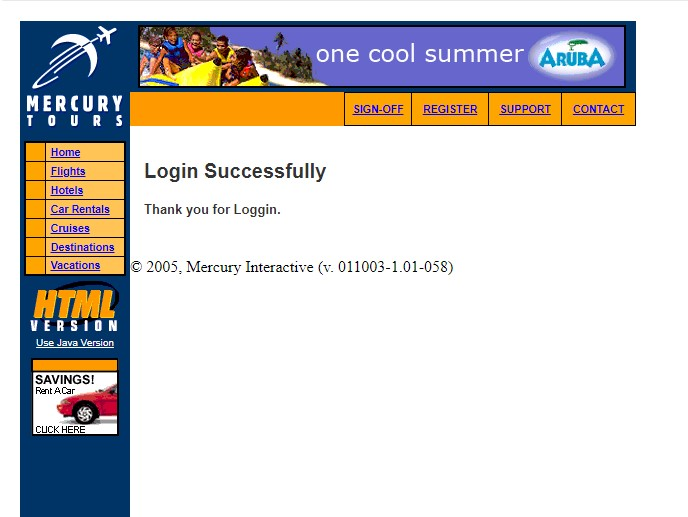 one cool summer ARUBA
MERCURY
TOURS
SIGN-OFF REGISTER SUPPORT CONTACT
Home
Flights
Hotels
Car Rentals
Cruises
Destinations
Vacations
HTML
VERSION
Use Java Version
SAVINGS!
Rent A Car
CLICK HERE
Login Successfully
Thank you for Loggin.
© 2005, Mercury Interactive (v. 011003-1.01-058)